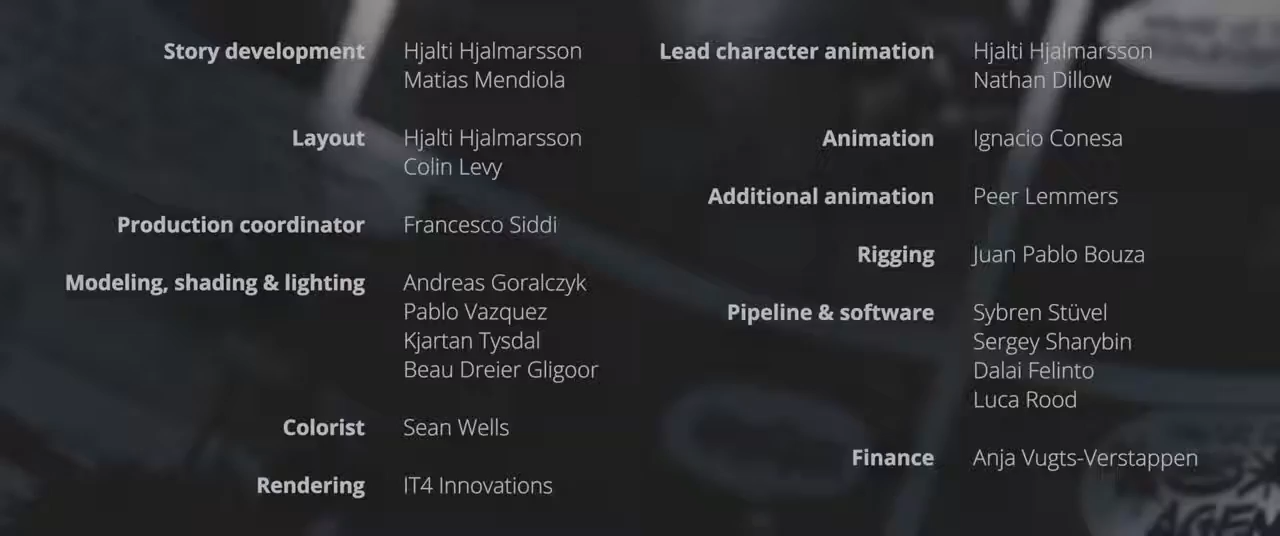 Story development Hjalti Hjalmarsson
Matias Mendiola
Layout Hjalti Hjalmarsson
Colin Levy
Production coordinator Francesco Siddi
Modeling, shading & lighting Andreas Goralczyk
Pablo Vazquez
Kjartan Tysdal
Beau Dreier Gligoor
Colorist Sean Wells
Rendering IT4 Innovations
Lead character animation Hjalti Hjalmarsson
Nathan Dillow
Animation Ignacio Conesa
Additional animation Peer Lemmers
Rigging Juan Pablo Bouza
Pipeline & software Sybren Stüvel
Sergey Sharybin
Dalai Felinto
Luca Rood
Finance Anja Vugts-Verstappen